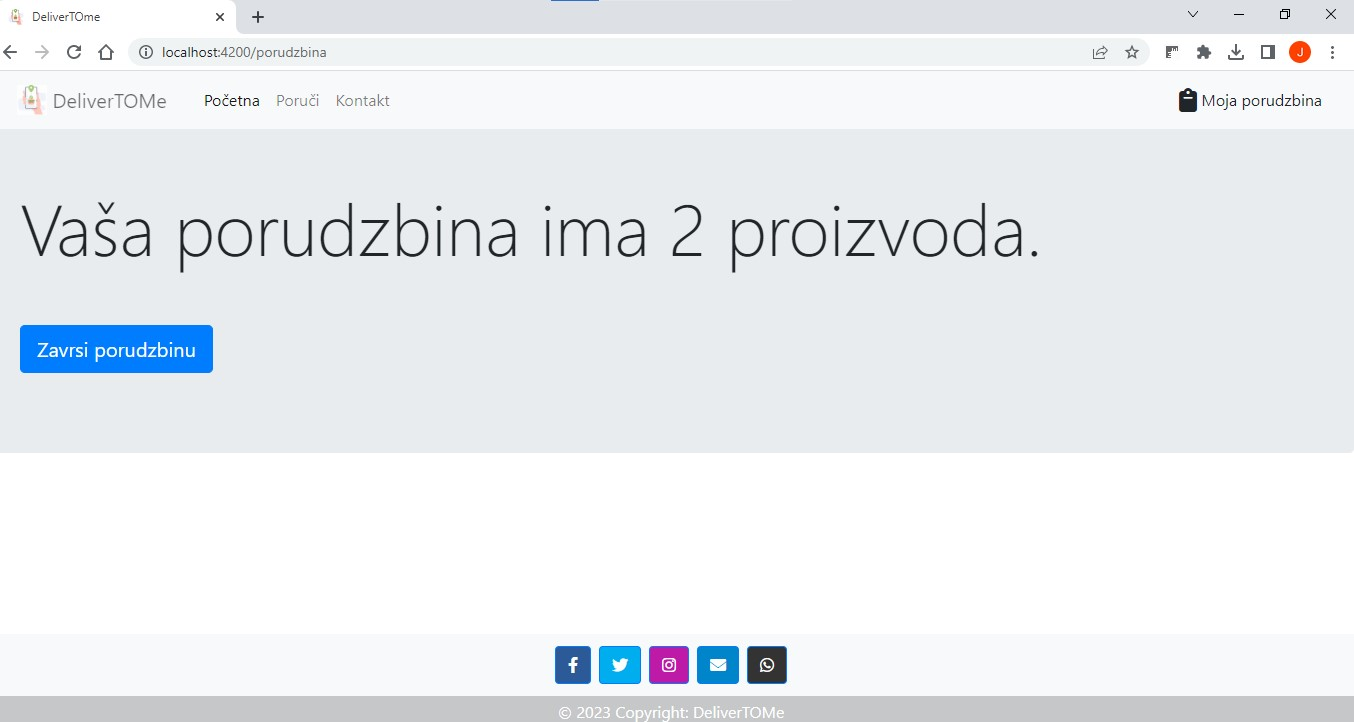 DeliverTOme
localhost:4200/porudzbina
J
DeliverTOMe Početna Poruči Kontakt Moja porudzbina
Vaša porudzbina ima 2 proizvoda.
Zavrsi porudzbinu
© 2023 Copyright: DeliverTOMe